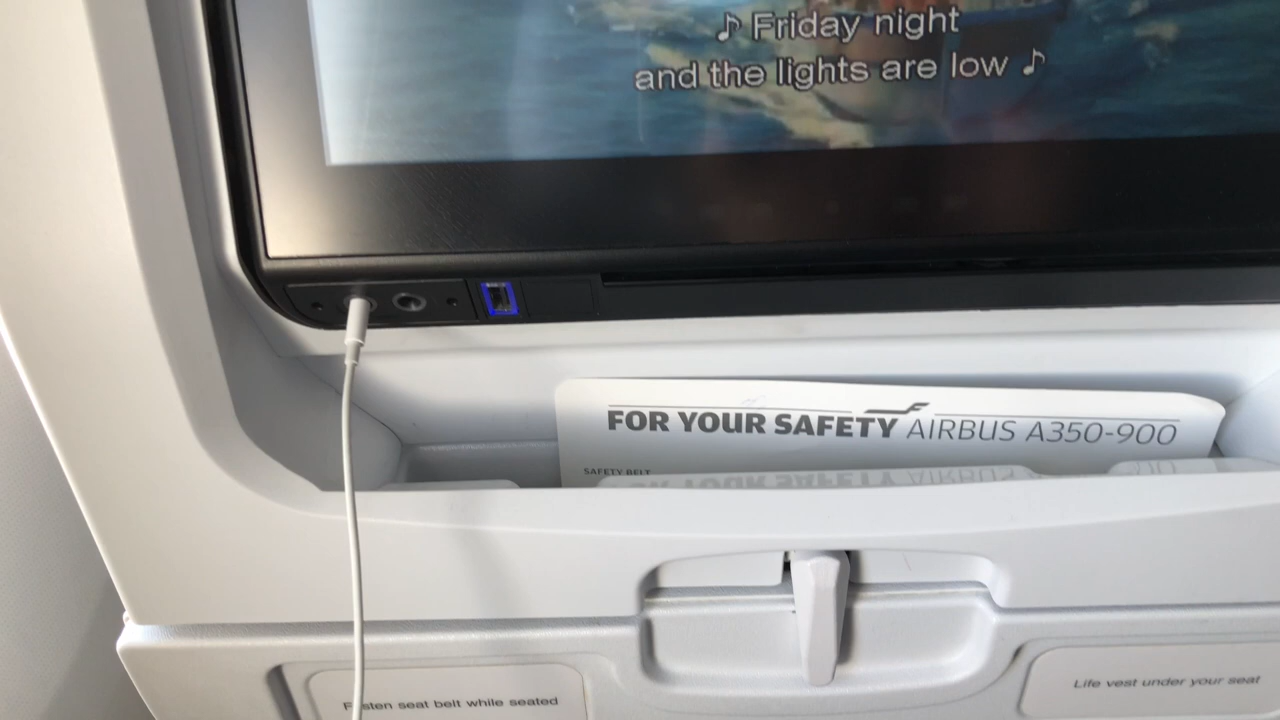 ♪ Friday night
and the lights are low ♪
FOR YOUR SAFETY AIRBUS A350-900
SAFETY BELT
Fasten seat belt while seated
Life vest under your seat